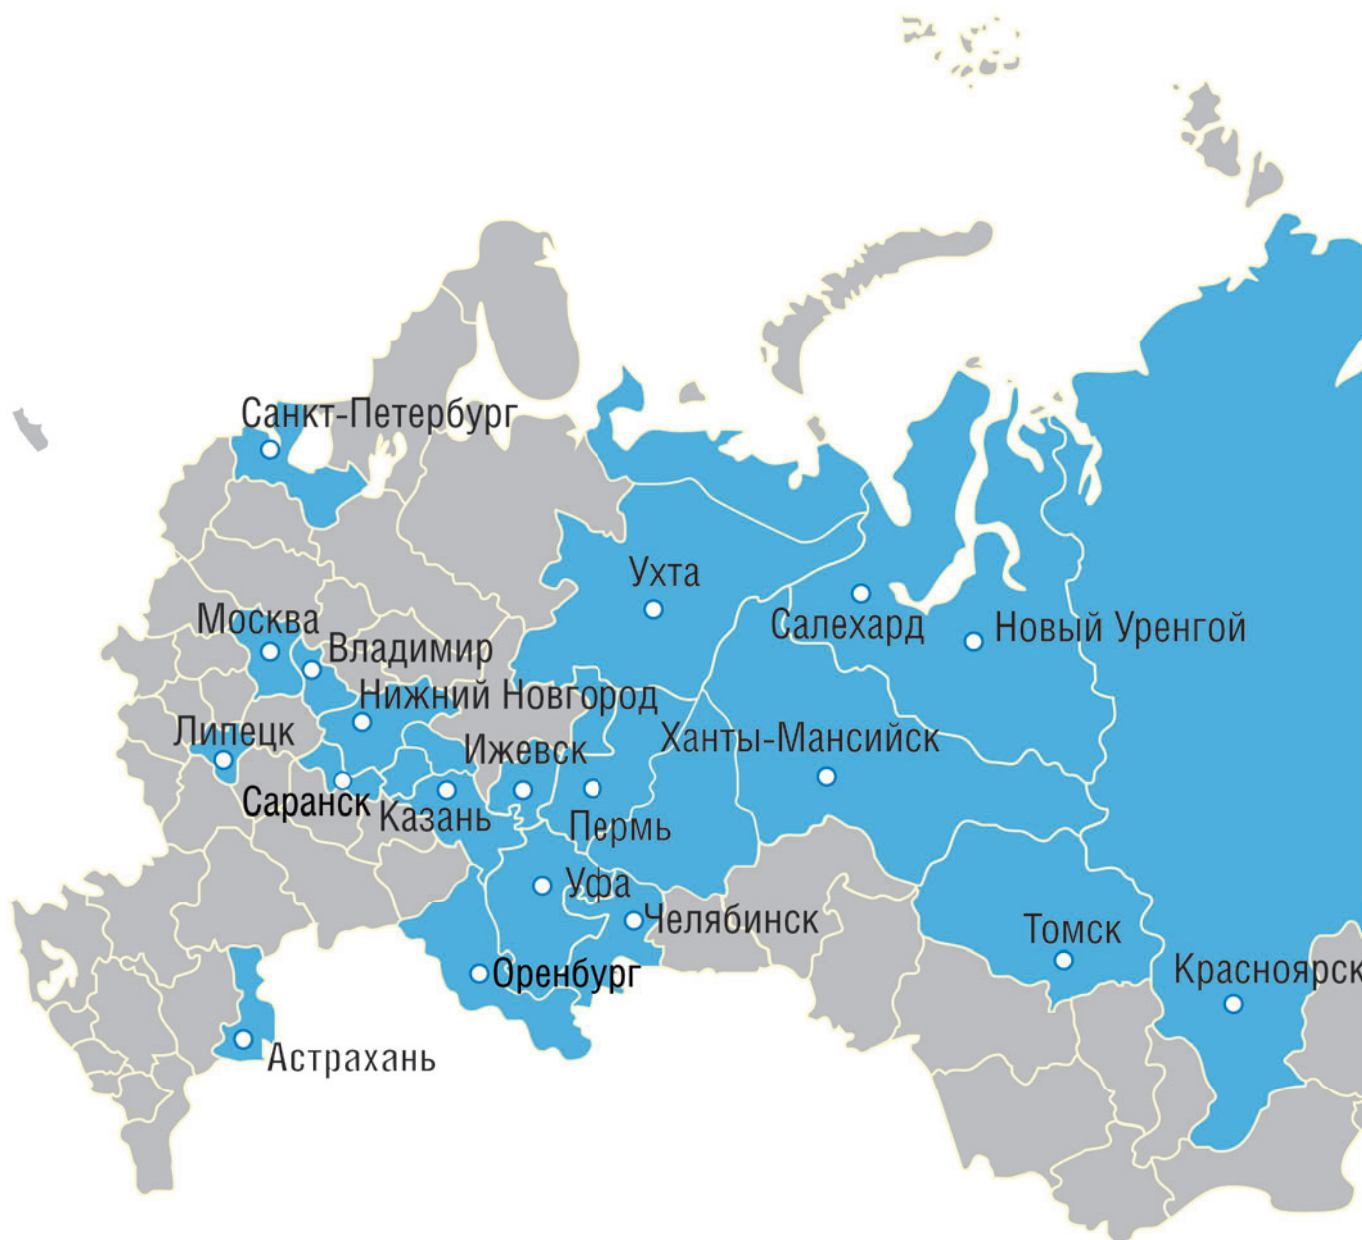 Санкт-Петербург
Ухта
Москва
Салехард
Новый Уренгой
Владимир
Нижний Новгород
Липецк
Ижевск
Ханты-Мансийск
Саранск
Казань
Пермь
Уфа
Челябинск
Томск
Оренбург
Красноярск
Астрахань